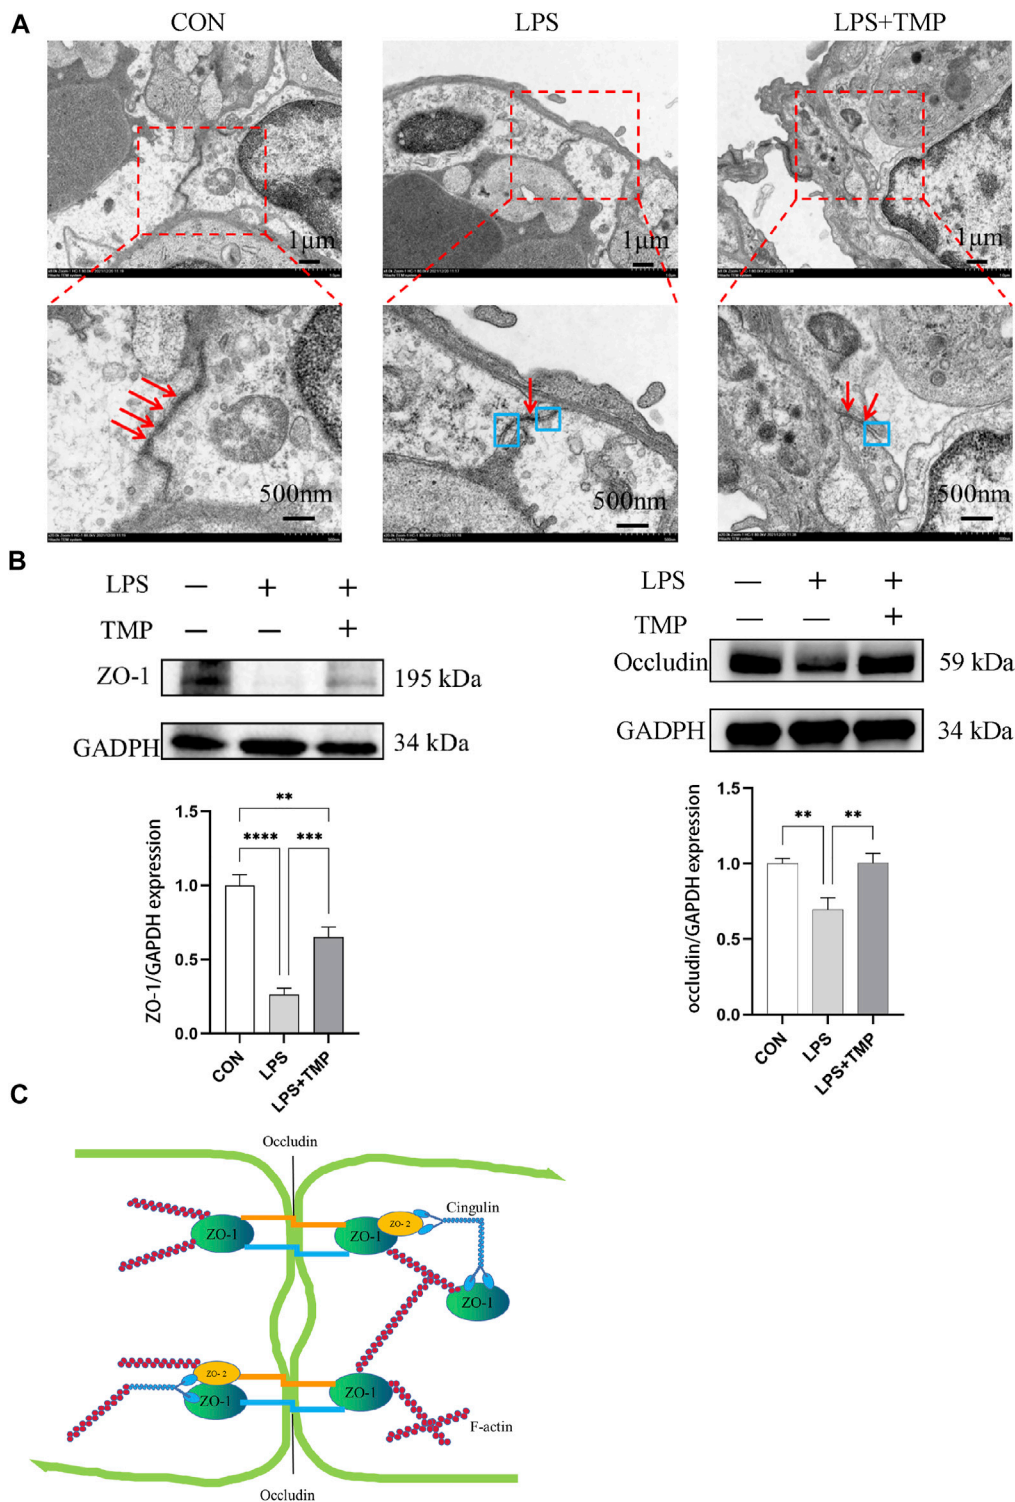 A
CON
LPS
LPS+TMP
1μm
1μm
1μm
500nm
500nm
500nm
B
LPS — + +
TMP — — +
ZO-1
195 kDa
GADPH
34 kDa
LPS — + +
TMP — — +
Occludin
59 kDa
GADPH
34 kDa
ZO-1/GAPDH expression
1.5
1.0
0.5
0.0
**
****
***
CON
LPS
LPS+TMP
occludin/GAPDH expression
1.5
1.0
0.5
0.0
**
**
CON
LPS
LPS+TMP
C
Occludin
Cingulin
ZO-1
ZO-1
ZO-2
ZO-1
ZO-2
ZO-1
ZO-1
F-actin
Occludin